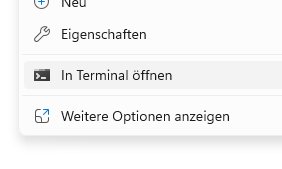 Neu
Eigenschaften
In Terminal öffnen
Weitere Optionen anzeigen